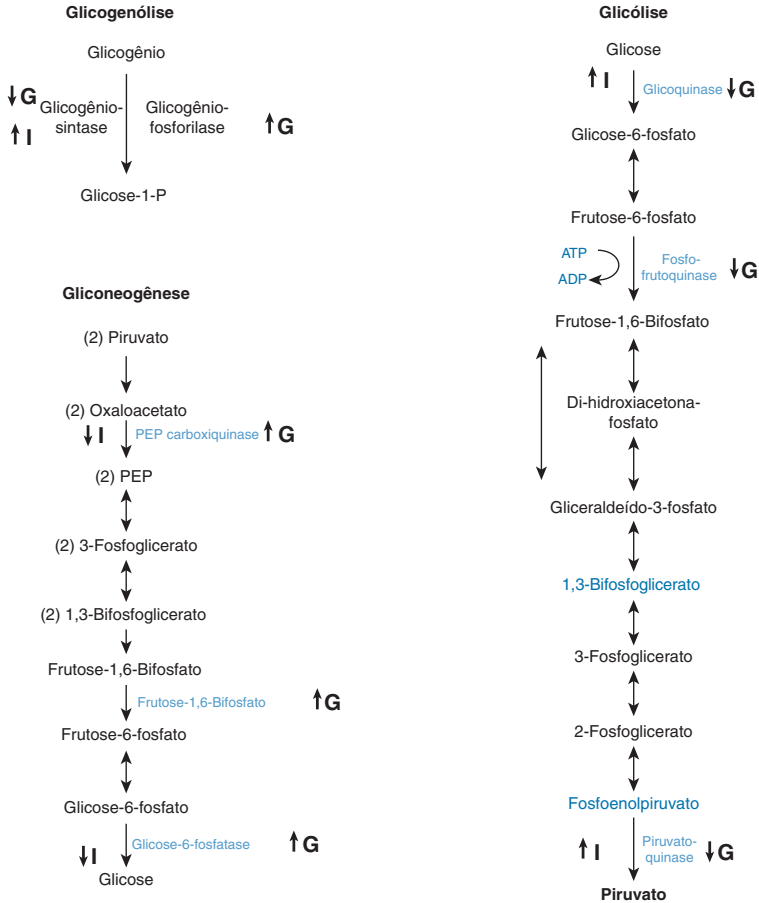 Glicogenólise
Glicogênio
G
I
Glicogênio-
sintase
Glicogênio-
fosforilase
G
Glicose-1-P
Gliconeogênese
(2) Piruvato
(2) Oxaloacetato
I
PEP carboxiquinase
G
(2) PEP
(2) 3-Fosfoglicerato
(2) 1,3-Bifosfoglicerato
Frutose-1,6-Bifosfato
Frutose-1,6-Bifosfato
G
Frutose-6-fosfato
Glicose-6-fosfato
I
Glicose-6-fosfatase
G
Glicose
Glicólise
Glicose
I
Glicoquinase
G
Glicose-6-fosfato
Frutose-6-fosfato
ATP
ADP
Fosfo-
frutoquinase
G
Frutose-1,6-Bifosfato
Di-hidroxiacetona-
fosfato
Gliceraldeído-3-fosfato
1,3-Bifosfoglicerato
3-Fosfoglicerato
2-Fosfoglicerato
Fosfoenolpiruvato
I
Piruvato-
quinase
G
Piruvato